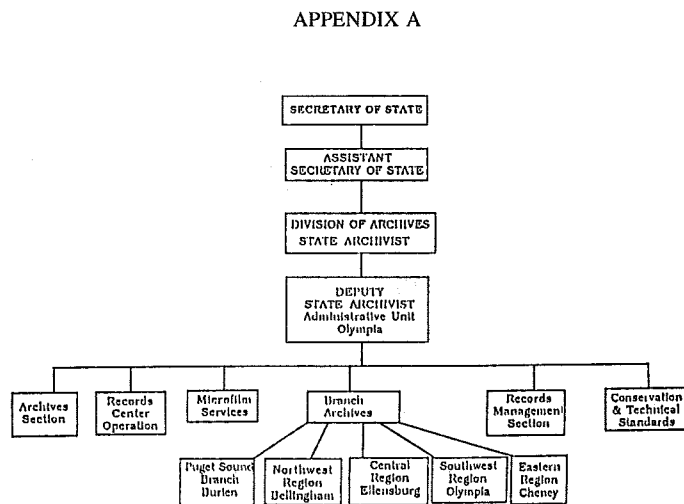 APPENDIX A
SECRETARY OF STATE
ASSISTANT
SECRETARY OF STATE
DIVISION OF ARCHIVES
STATE ARCHIVIST
DEPUTY
STATE ARCHIVIST
Administrative Unit
Olympia
Archives
Section
Records
Center
Operation
Microfilm
Services
Branch
Archives
Records
Management
Section
Conservation
& Technical
Standards
Puget Sound
Branch
Burien
Northwest
Region
Bellingham
Central
Region
Ellensburg
Southwest
Region
Olympia
Eastern
Region
Cheney